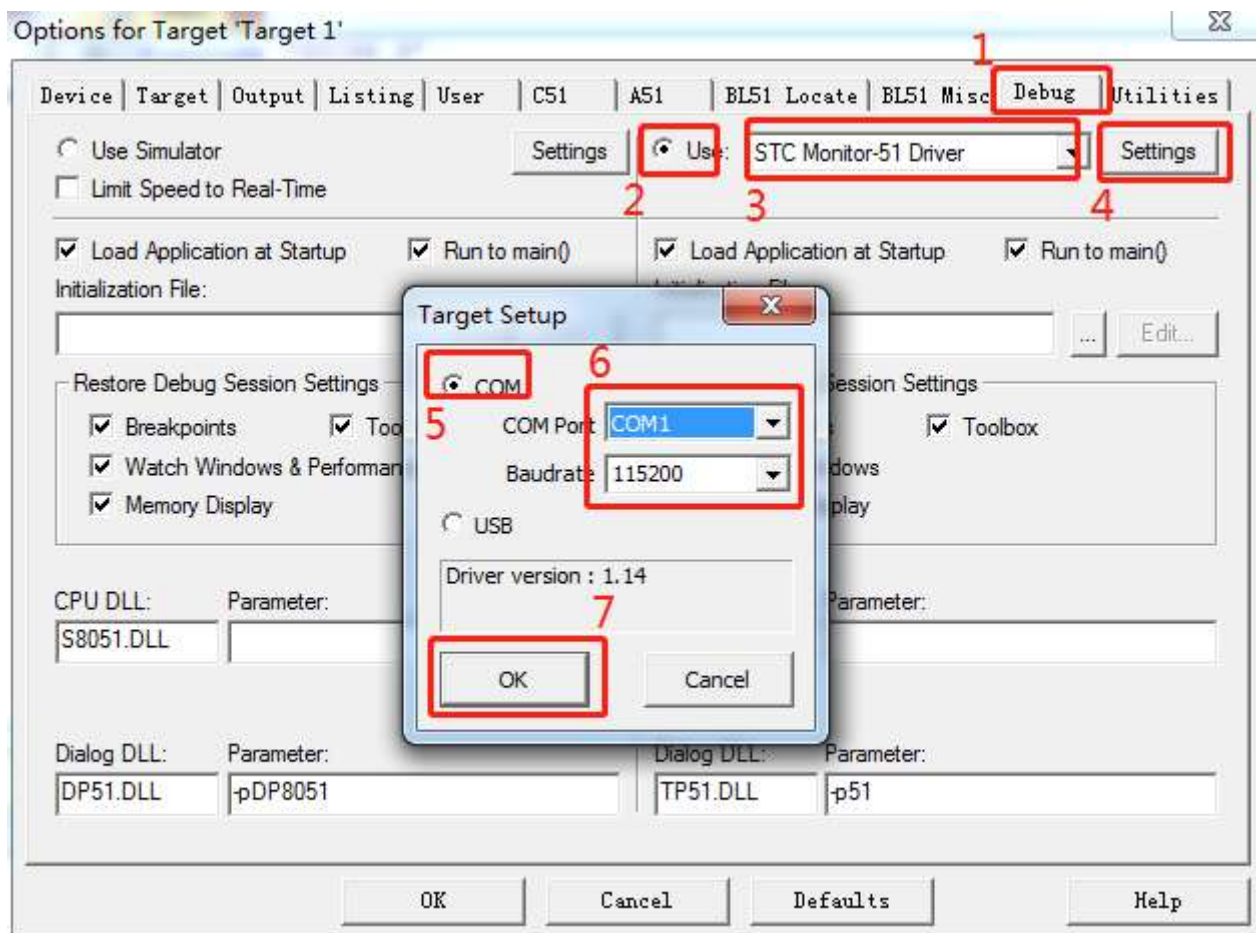 Options for Target 'Target 1'
1
Device Target Output Listing User C51 A51 BL51 Locate BL51 Misc Debug Utilities
Use Simulator Settings Use: STC Monitor-51 Driver Settings
Limit Speed to Real-Time
2 3 4
Load Application at Startup Run to main() Load Application at Startup Run to main()
Initialization File:
... Edit...
Target Setup
COM
5 6
COM Port COM1
Baudrate 115200
USB
Driver version : 1.14
7
OK Cancel
Restore Debug Session Settings Session Settings
Breakpoints Toolbox
Watch Windows &
Memory Display
CPU DLL: Parameter: Parameter:
S8051.DLL
Dialog DLL: Parameter: Dialog DLL: Parameter:
DP51.DLL -pDP8051 TP51.DLL -p51
OK Cancel Defaults Help